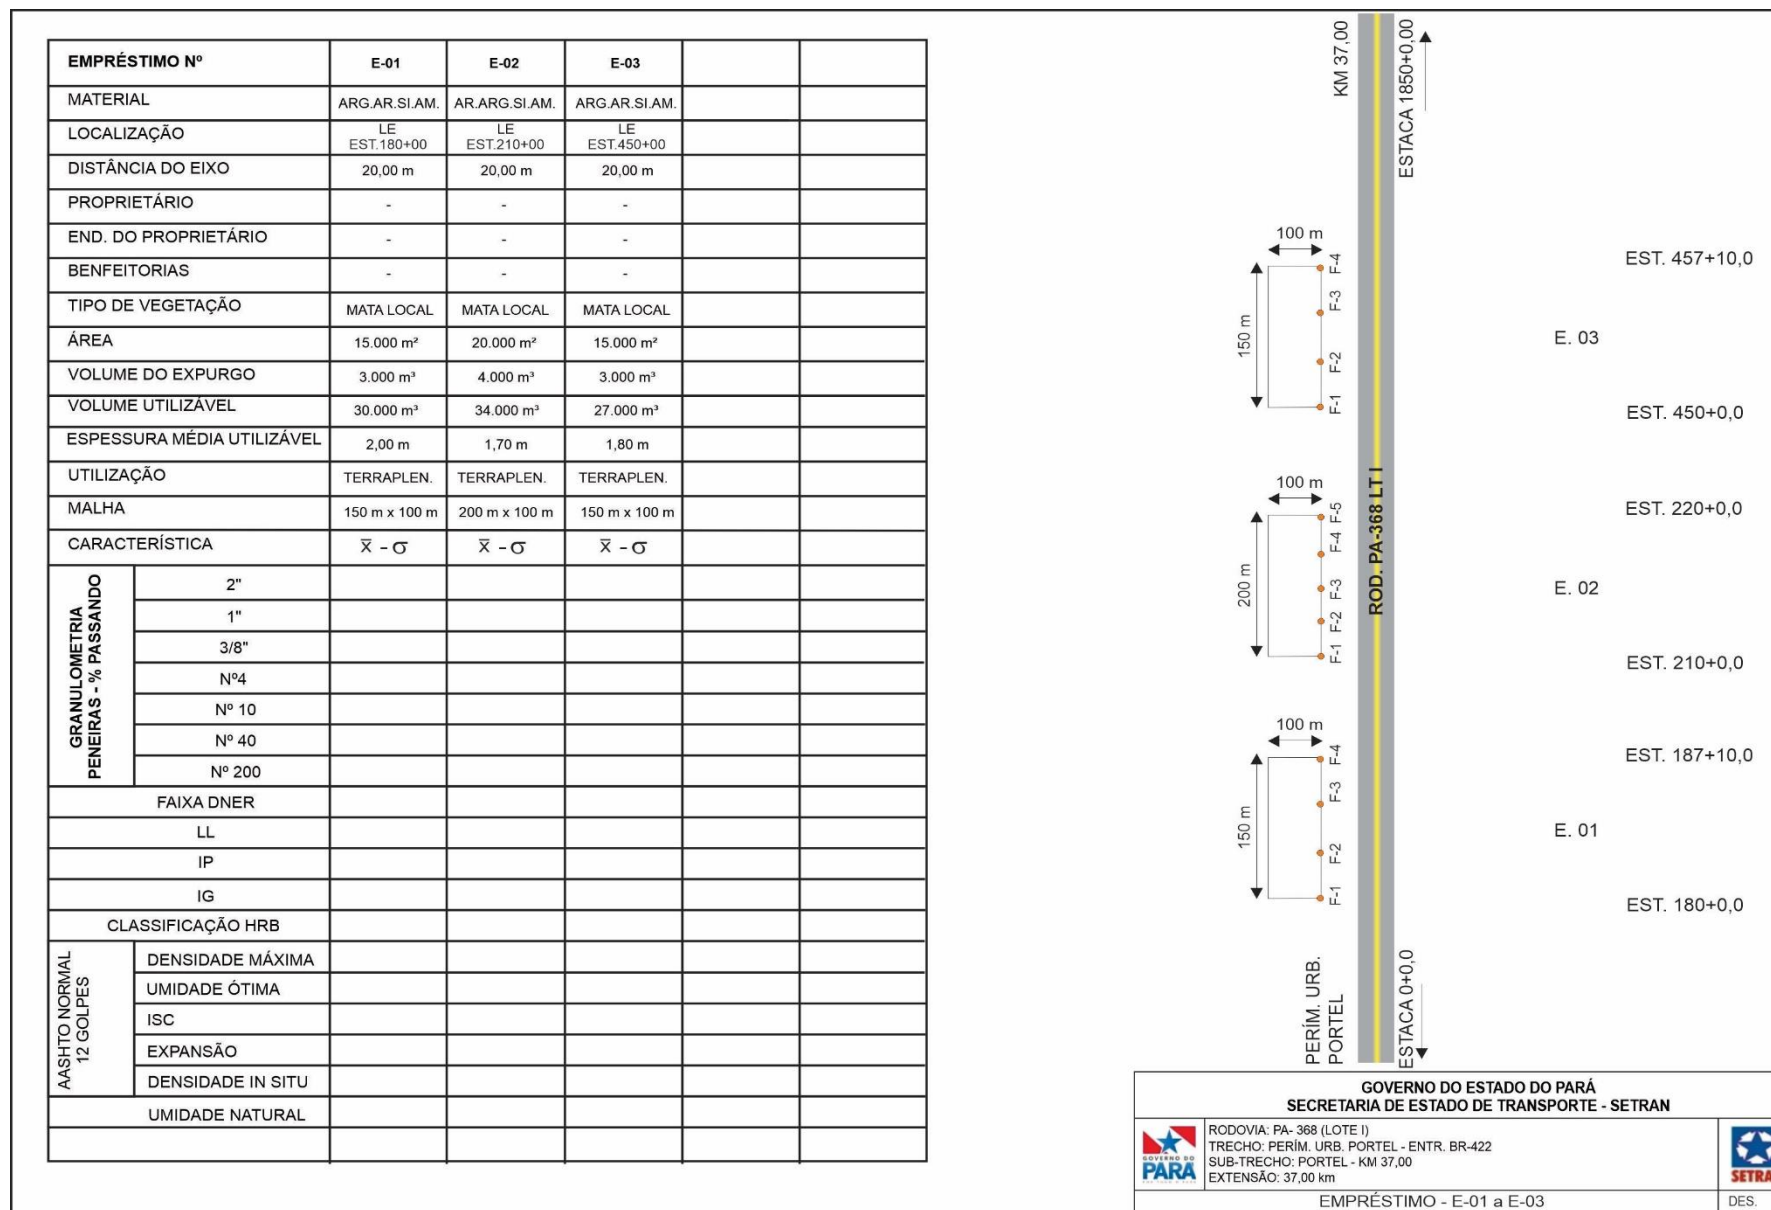 EMPRÉSTIMO Nº E-01 E-02 E-03
MATERIAL ARG.AR.SI.AM. AR.ARG.SI.AM. ARG.AR.SI.AM.
LOCALIZAÇÃO LE EST.180+00 LE EST.210+00 LE EST.450+00
DISTÂNCIA DO EIXO 20,00 m 20,00 m 20,00 m
PROPRIETÁRIO - - -
END. DO PROPRIETÁRIO - - -
BENFEITORIAS - - -
TIPO DE VEGETAÇÃO MATA LOCAL MATA LOCAL MATA LOCAL
ÁREA 15.000 m² 20.000 m² 15.000 m²
VOLUME DO EXPURGO 3.000 m³ 4.000 m³ 3.000 m³
VOLUME UTILIZÁVEL 30.000 m³ 34.000 m³ 27.000 m³
ESPESSURA MÉDIA UTILIZÁVEL 2,00 m 1,70 m 1,80 m
UTILIZAÇÃO TERRAPLEN. TERRAPLEN. TERRAPLEN.
MALHA 150 m x 100 m 200 m x 100 m 150 m x 100 m
CARACTERÍSTICA x̅ - σ x̅ - σ x̅ - σ
GRANULOMETRIA
PENEIRAS - % PASSANDO
2"
1"
3/8"
Nº4
Nº 10
Nº 40
Nº 200
FAIXA DNER
LL
IP
IG
CLASSIFICAÇÃO HRB
AASHTO NORMAL
12 GOLPES
DENSIDADE MÁXIMA
UMIDADE ÓTIMA
ISC
EXPANSÃO
DENSIDADE IN SITU
UMIDADE NATURAL
KM 37,00
ESTACA 1850+0,00
100 m
150 m
F-4
F-3
F-2
F-1
EST. 457+10,0
E. 03
EST. 450+0,0
100 m
200 m
F-5
F-4
F-3
F-2
F-1
ROD. PA-368 LT I
EST. 220+0,0
E. 02
EST. 210+0,0
100 m
150 m
F-4
F-3
F-2
F-1
EST. 187+10,0
E. 01
EST. 180+0,0
PERÍM. URB.
PORTEL
ESTACA 0+0,0
GOVERNO DO ESTADO DO PARÁ
SECRETARIA DE ESTADO DE TRANSPORTE - SETRAN
GOVERNO DO
PARÁ
RODOVIA: PA- 368 (LOTE I)
TRECHO: PERÍM. URB. PORTEL - ENTR. BR-422
SUB-TRECHO: PORTEL - KM 37,00
EXTENSÃO: 37,00 km
SETRA
EMPRÉSTIMO - E-01 a E-03
DES.